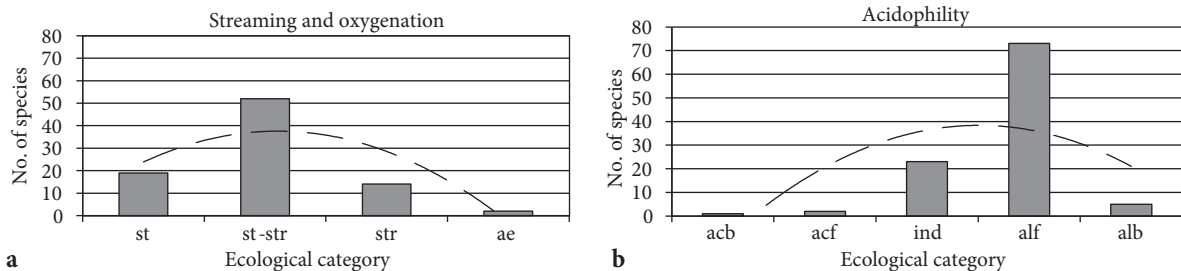 Streaming and oxygenation
No. of species
80
70
60
50
40
30
20
10
0
st st-str str ae
Ecological category
a
Acidophility
No. of species
80
70
60
50
40
30
20
10
0
acb acf ind alf alb
Ecological category
b